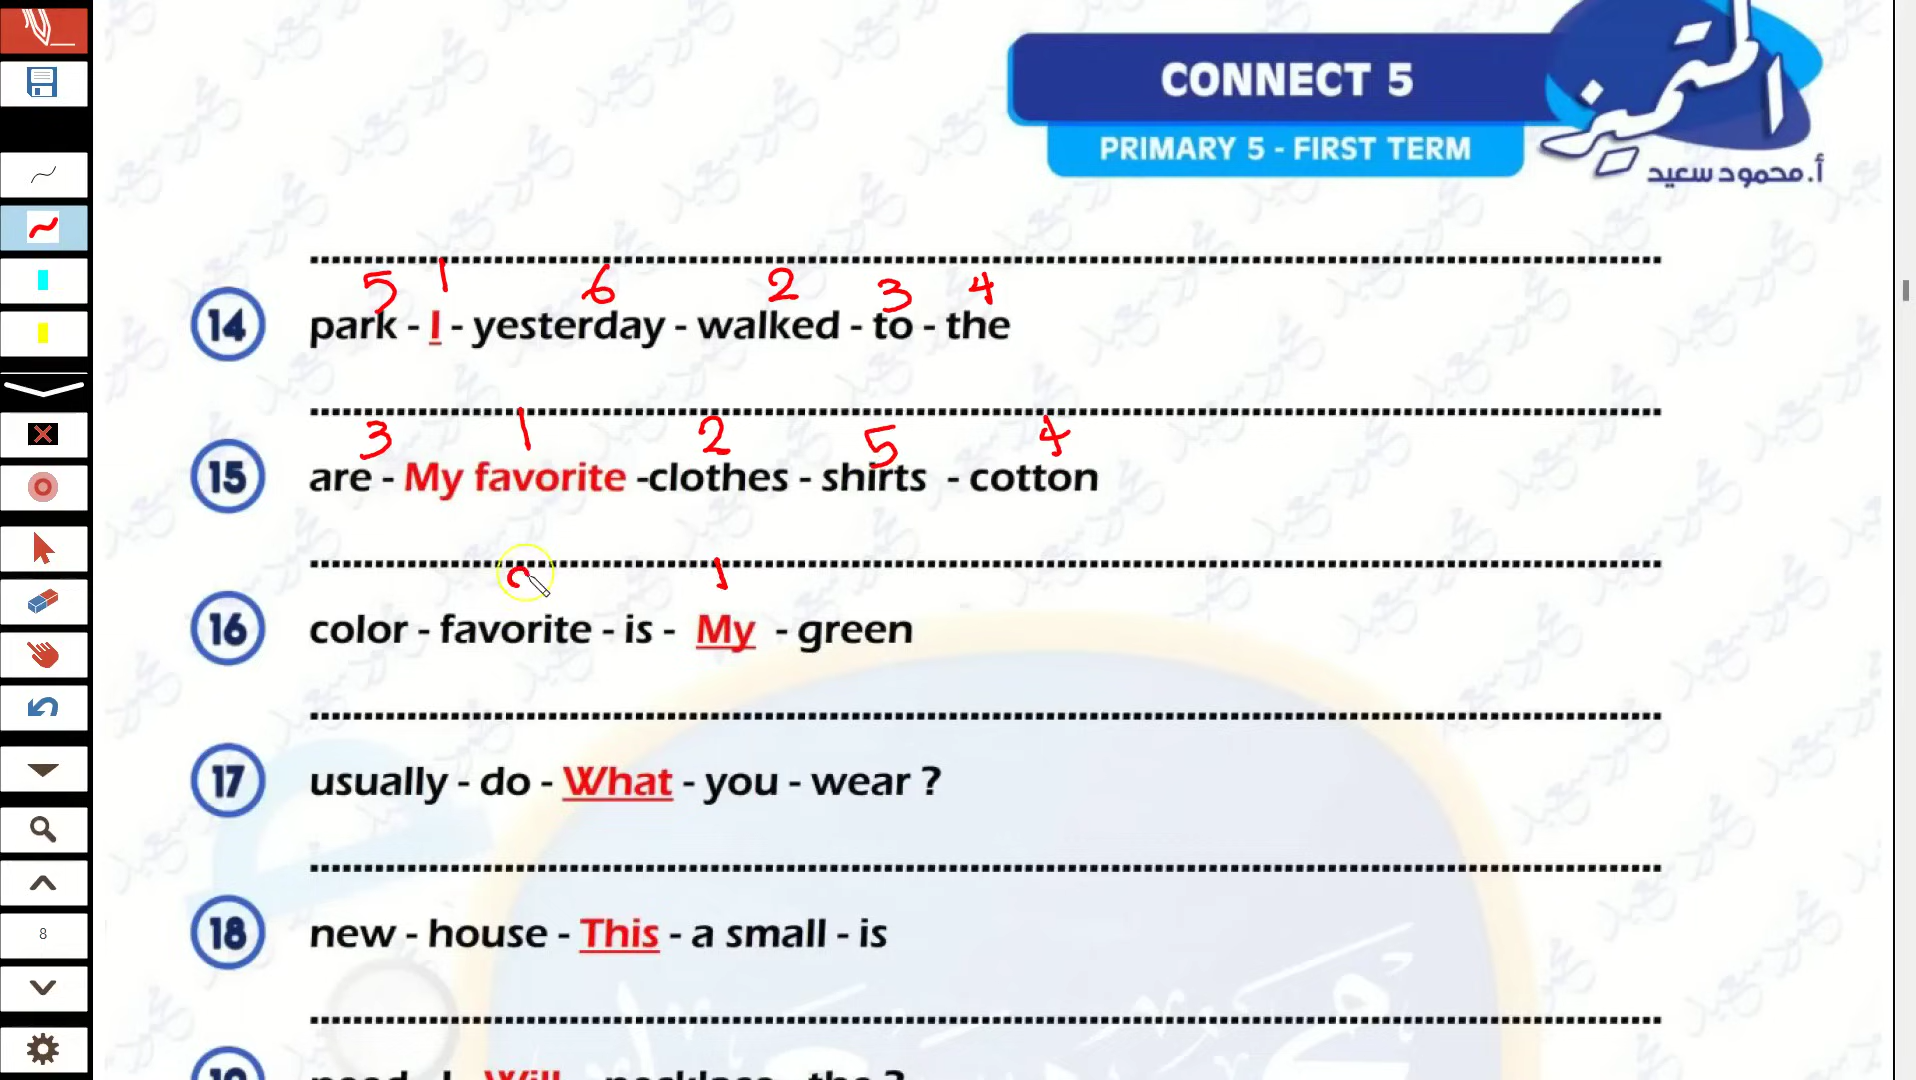 CONNECT 5
المتميز
PRIMARY 5 - FIRST TERM
أ. محمود سعيد
5 1 6 2 3 4
14 park - I - yesterday - walked - to - the
3 1 2 5 4
15 are - My favorite -clothes - shirts - cotton
1
16 color - favorite - is - My - green
17 usually - do - What - you - wear ?
18 new - house - This - a small - is
8